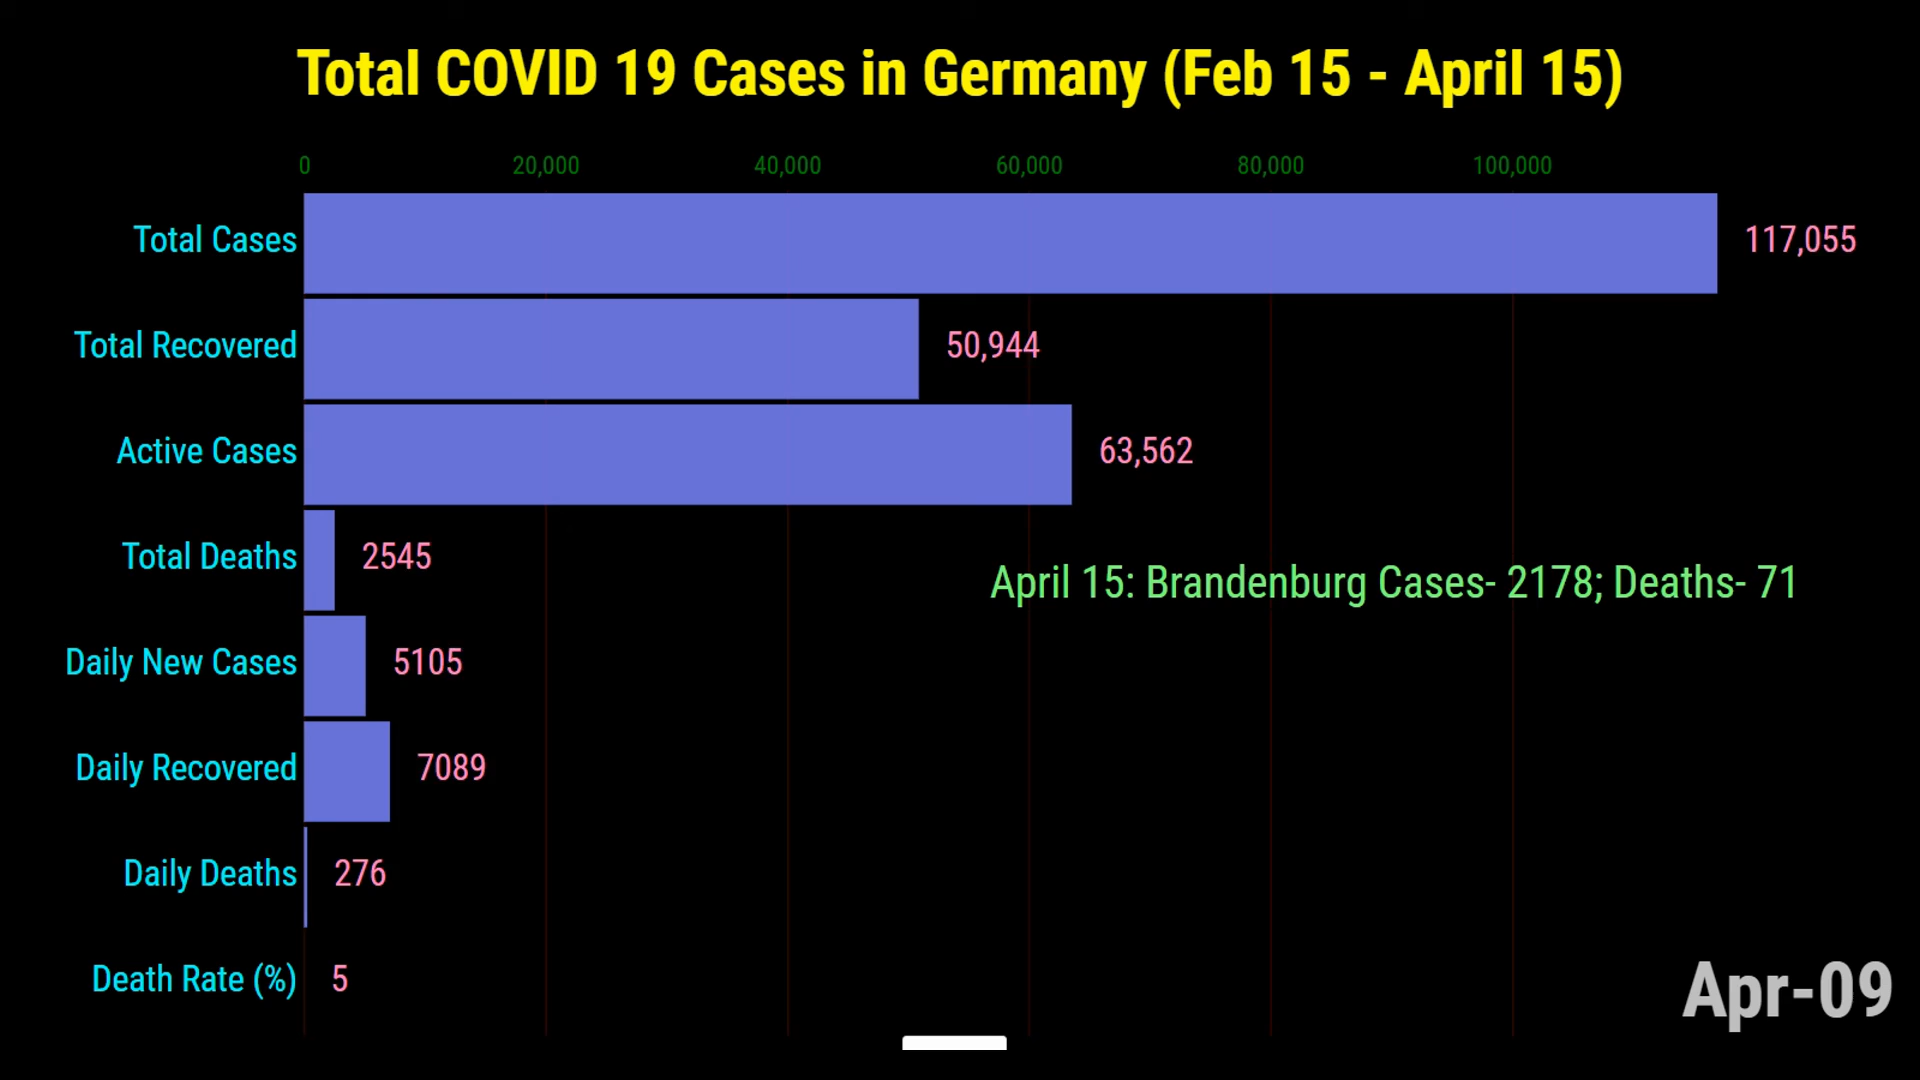 Total COVID 19 Cases in Germany (Feb 15 - April 15)
0 20,000 40,000 60,000 80,000 100,000
Total Cases 117,055
Total Recovered 50,944
Active Cases 63,562
Total Deaths 2545
April 15: Brandenburg Cases- 2178; Deaths- 71
Daily New Cases 5105
Daily Recovered 7089
Daily Deaths 276
Death Rate (%) 5
Apr-09